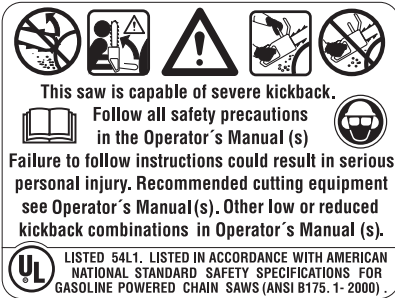 This saw is capable of severe kickback.
Follow all safety precautions
in the Operator´s Manual (s)
Failure to follow instructions could result in serious
personal injury. Recommended cutting equipment
see Operator´s Manual(s). Other low or reduced
kickback combinations in Operator´s Manual (s).
UL
LISTED 54L1. LISTED IN ACCORDANCE WITH AMERICAN
NATIONAL STANDARD SAFETY SPECIFICATIONS FOR
GASOLINE POWERED CHAIN SAWS (ANSI B175. 1- 2000) .